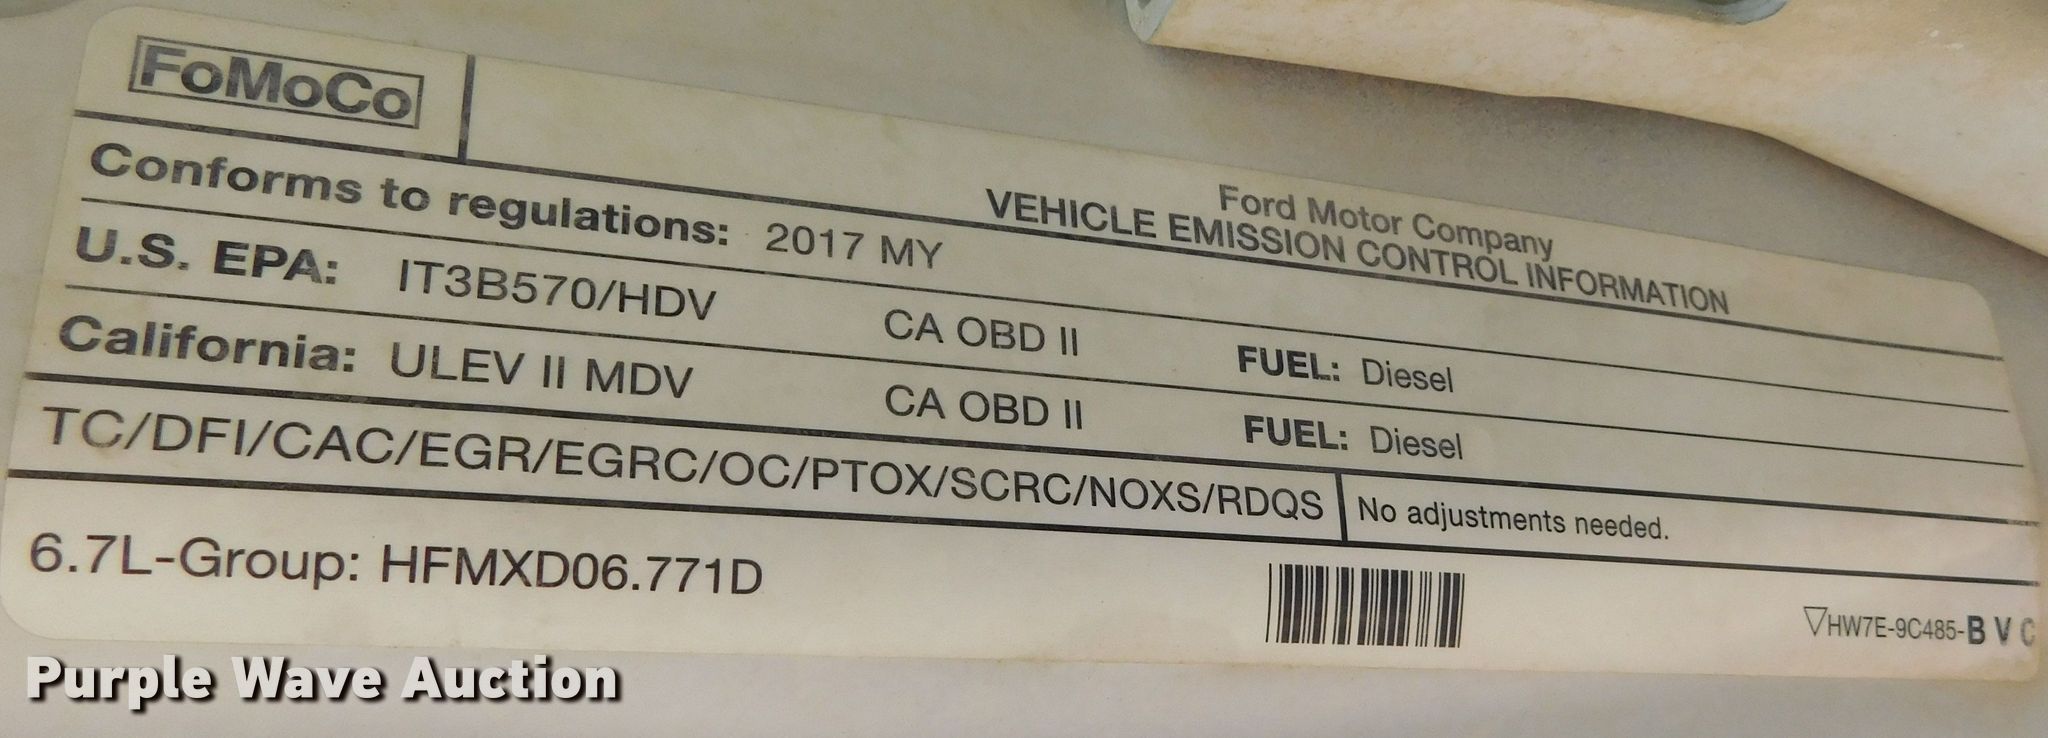 FoMoCo
Ford Motor Company
VEHICLE EMISSION CONTROL INFORMATION
Conforms to regulations: 2017 MY
U.S. EPA: IT3B570/HDV CA OBD II FUEL: Diesel
California: ULEV II MDV CA OBD II FUEL: Diesel
TC/DFI/CAC/EGR/EGRC/OC/PTOX/SCRC/NOXS/RDQS No adjustments needed.
6.7L-Group: HFMXD06.771D
▽HW7E-9C485-B V C
Purple Wave Auction